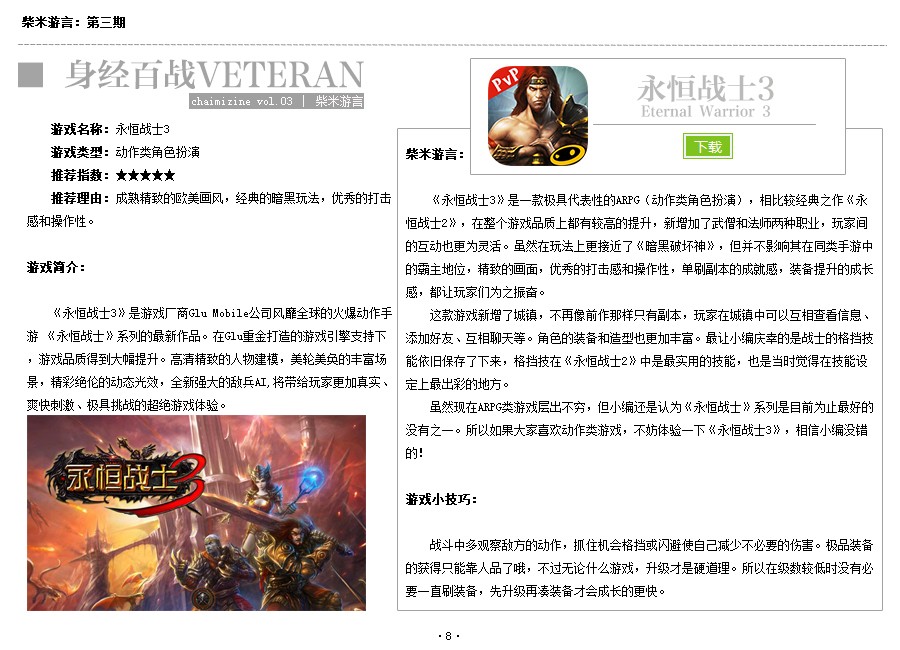 柴米游言：第三期
身经百战VETERAN
chaimizine vol.03 | 柴米游言
游戏名称：永恒战士3
游戏类型：动作类角色扮演
推荐指数：★★★★★
推荐理由：成熟精致的欧美画风，经典的暗黑玩法，优秀的打击
感和操作性。
游戏简介：
《永恒战士3》是游戏厂商Glu Mobile公司风靡全球的火爆动作手
游 《永恒战士》系列的最新作品。在Glu重金打造的游戏引擎支持下
，游戏品质得到大幅提升。高清精致的人物建模，美轮美奂的丰富场
景，精彩绝伦的动态光效，全新强大的敌兵AI,将带给玩家更加真实、
爽快刺激、极具挑战的超绝游戏体验。
永恒战士3
PvP
永恒战士3
Eternal Warrior 3
下载
柴米游言：
《永恒战士3》是一款极具代表性的ARPG（动作类角色扮演），相比较经典之作《永
恒战士2》，在整个游戏品质上都有较高的提升，新增加了武僧和法师两种职业，玩家间
的互动也更为灵活。虽然在玩法上更接近了《暗黑破坏神》，但并不影响其在同类手游中
的霸主地位，精致的画面，优秀的打击感和操作性，单刷副本的成就感，装备提升的成长
感，都让玩家们为之振奋。
这款游戏新增了城镇，不再像前作那样只有副本，玩家在城镇中可以互相查看信息、
添加好友、互相聊天等。角色的装备和造型也更加丰富。最让小编庆幸的是战士的格挡技
能依旧保存了下来，格挡技在《永恒战士2》中是最实用的技能，也是当时觉得在技能设
定上最出彩的地方。
虽然现在ARPG类游戏层出不穷，但小编还是认为《永恒战士》系列是目前为止最好的
没有之一。所以如果大家喜欢动作类游戏，不妨体验一下《永恒战士3》，相信小编没错
的！
游戏小技巧：
战斗中多观察敌方的动作，抓住机会格挡或闪避使自己减少不必要的伤害。极品装备
的获得只能靠人品了哦，不过无论什么游戏，升级才是硬道理。所以在级数较低时没有必
要一直刷装备，先升级再凑装备才会成长的更快。
·8·